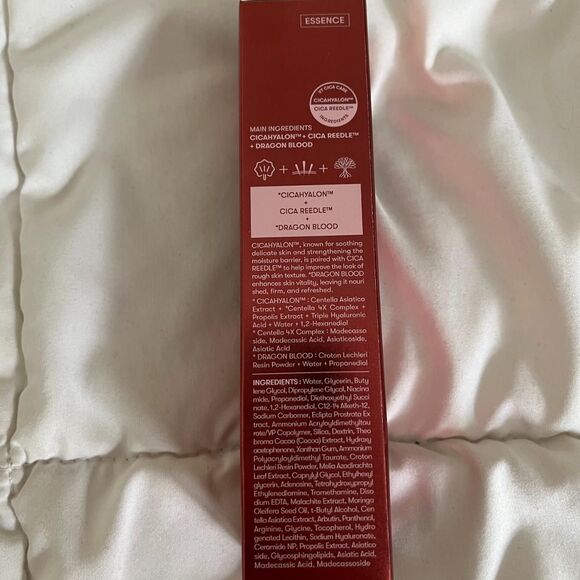 ESSENCE
VT CICA CARE
CICAHYALON™
CICA REEDLE™
INGREDIENTS
MAIN INGREDIENTS
CICAHYALON™ + CICA REEDLE™
+ DRAGON BLOOD
+ +
*CICAHYALON™
+
CICA REEDLE™
+
*DRAGON BLOOD
CICAHYALON™, known for soothing
delicate skin and strengthening the
moisture barrier, is paired with CICA
REEDLE™ to help improve the look of
rough skin texture. *DRAGON BLOOD
enhances skin vitality, leaving it nouri
shed, firm, and refreshed.
* CICAHYALON™ : Centella Asiatica
Extract + *Centella 4X Complex +
Propolis Extract + Triple Hyaluronic
Acid + Water + 1,2-Hexanediol
* Centella 4X Complex : Madecasso
side, Madecassic Acid, Asiaticoside,
Asiatic Acid
* DRAGON BLOOD : Croton Lechleri
Resin Powder + Water + Propanediol
INGREDIENTS: Water, Glycerin, Buty
lene Glycol, Dipropylene Glycol, Niacina
mide, Propanediol, Diethoxyethyl Succi
nate, 1,2-Hexanediol, C12-14 Alketh-12,
Sodium Carbomer, Eclipta Prostrata Ex
tract, Ammonium Acryloyldimethyltau
rate/VP Copolymer, Silica, Dextrin, Theo
broma Cacao (Cocoa) Extract, Hydroxy
acetophenone, Xanthan Gum, Ammonium
Polyacryloyldimethyl Taurate, Croton
Lechleri Resin Powder, Melia Azadirachta
Leaf Extract, Caprylyl Glycol, Ethylhexyl
glycerin, Adenosine, Tetrahydroxypropyl
Ethylenediamine, Tromethamine, Diso
dium EDTA, Malachite Extract, Moringa
Oleifera Seed Oil, t-Butyl Alcohol, Cen
tella Asiatica Extract, Arbutin, Panthenol,
Arginine, Glycine, Tocopherol, Hydro
genated Lecithin, Sodium Hyaluronate,
Ceramide NP, Propolis Extract, Asiatico
side, Glycosphingolipids, Asiatic Acid,
Madecassic Acid, Madecassoside